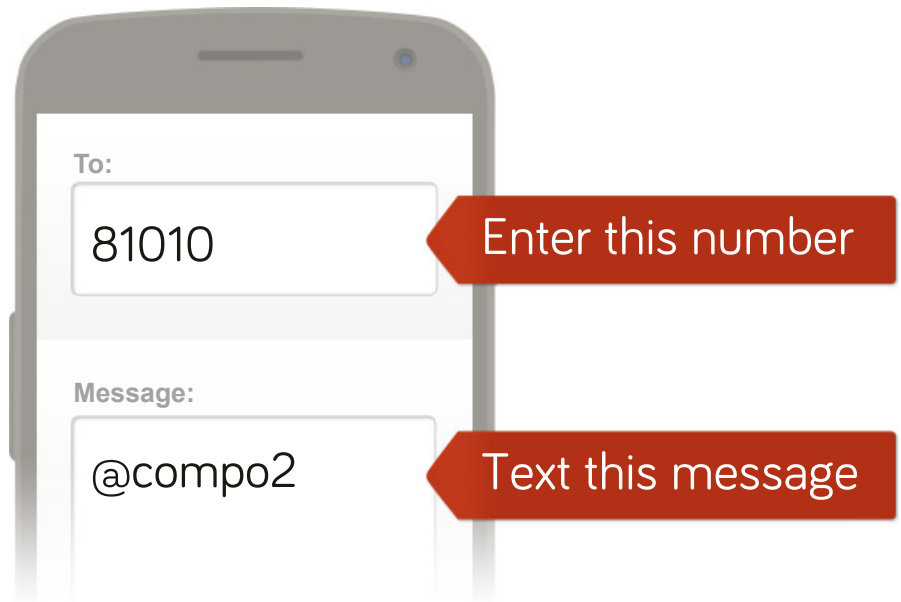 To:
81010
Enter this number
Message:
@compo2
Text this message